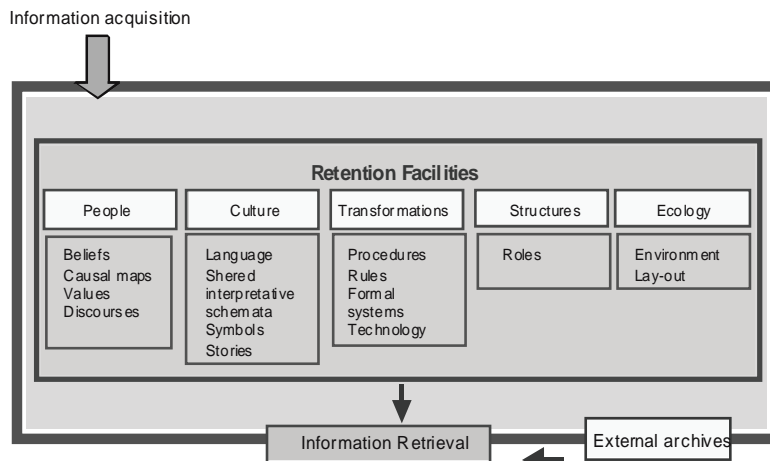 Information acquisition
Retention Facilities
People
Culture
Transformations
Structures
Ecology
Beliefs
Causal maps
Values
Discourses
Language
Shered
interpretative
schemata
Symbols
Stories
Procedures
Rules
Formal
systems
Technology
Roles
Environment
Lay-out
Information Retrieval
External archives